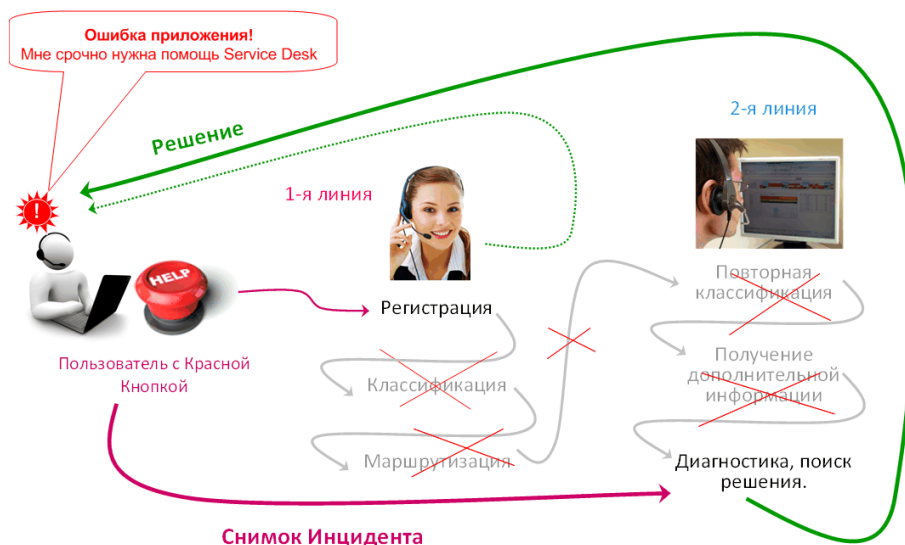 Ошибка приложения!
Мне срочно нужна помощь Service Desk
Решение
2-я линия
1-я линия
!
HELP
Регистрация
Повторная
классификация
Пользователь с Красной
Кнопкой
Классификация
Получение
дополнительной
информации
Маршрутизация
Диагностика, поиск
решения.
Снимок Инцидента